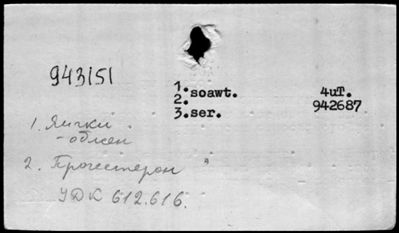 943151
1. soawt. 4uT.
2. 942687
3. ser.
1. Яички
- обмен
2. Прогестерон "
УДК 612.616.